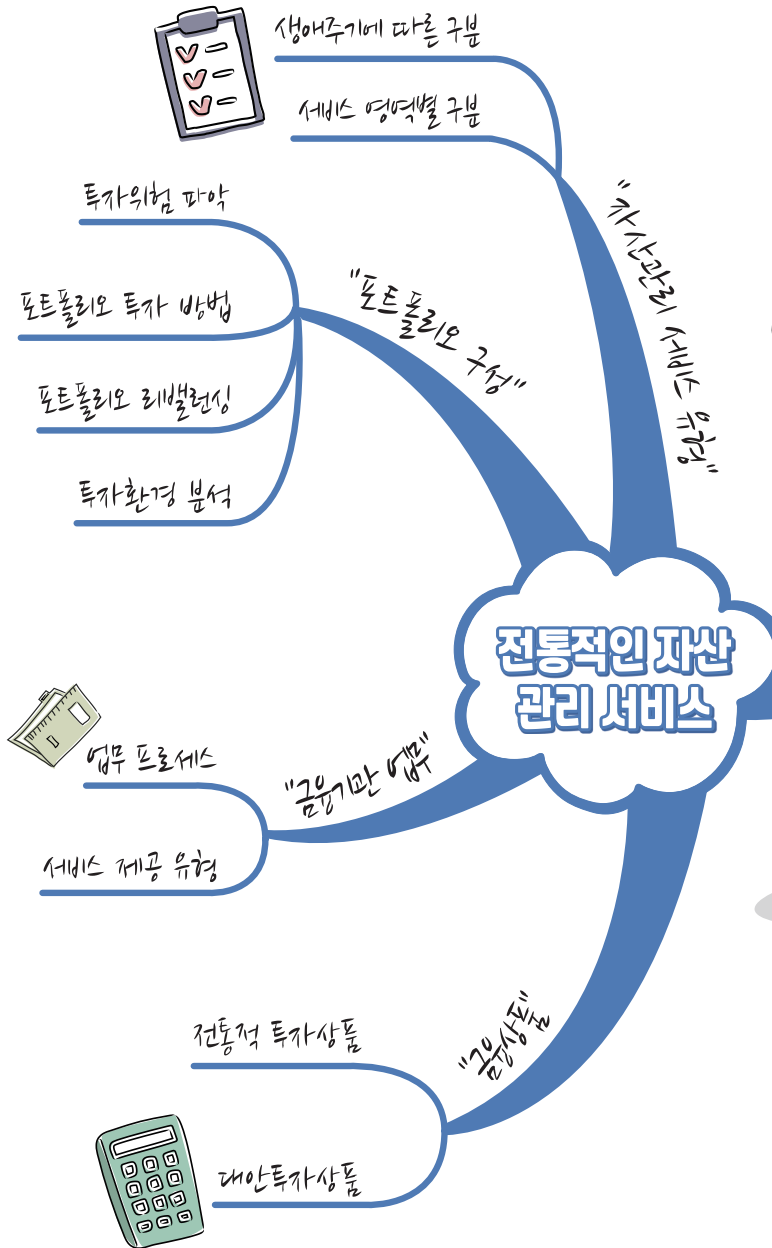 생애주기에 따른 구분
서비스 영역별 구분
"자산관리 서비스 유형"
투자위험 파악
포트폴리오 투자 방법
포트폴리오 리밸런싱
투자환경 분석
"포트폴리오 구성"
전통적인 자산
관리 서비스
업무 프로세스
서비스 제공 유형
"금융기관 업무"
전통적 투자상품
대안투자상품
"금융상품"